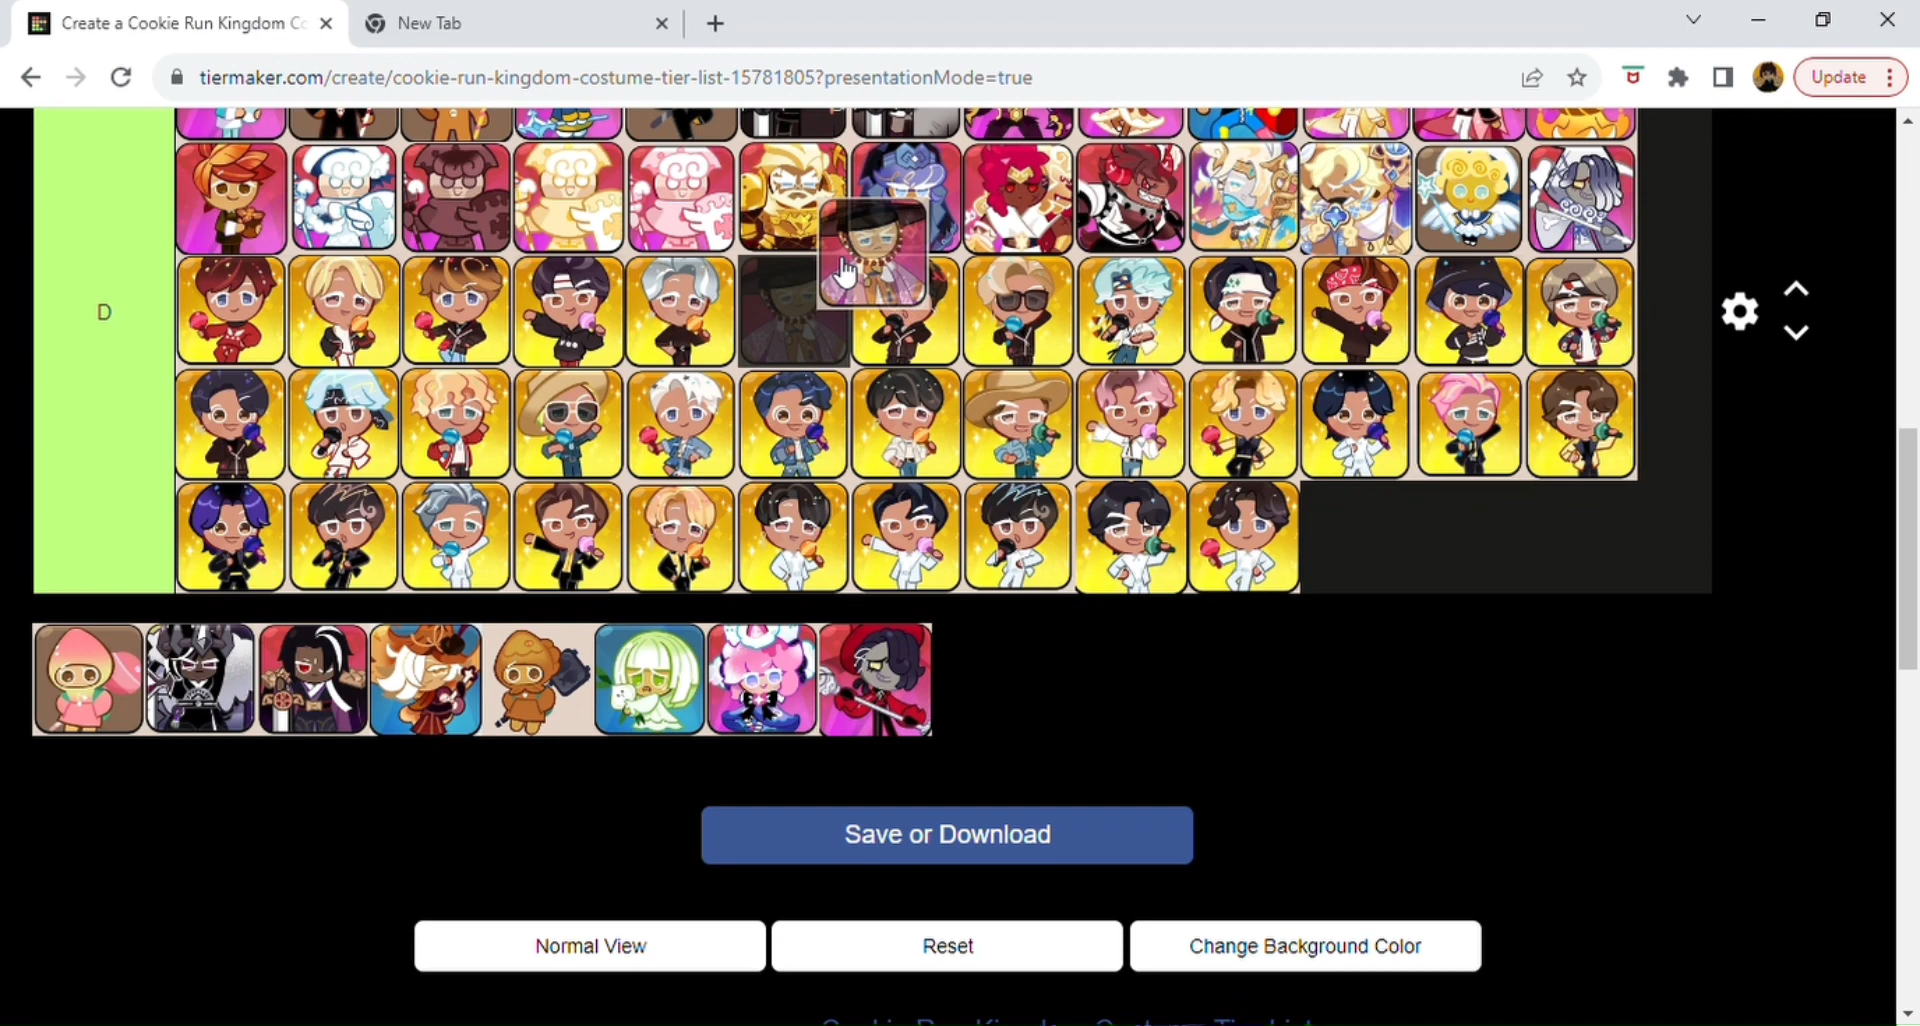 Create a Cookie Run Kingdom Co
New Tab
tiermaker.com/create/cookie-run-kingdom-costume-tier-list-15781805?presentationMode=true
Update
D
Save or Download
Normal View
Reset
Change Background Color